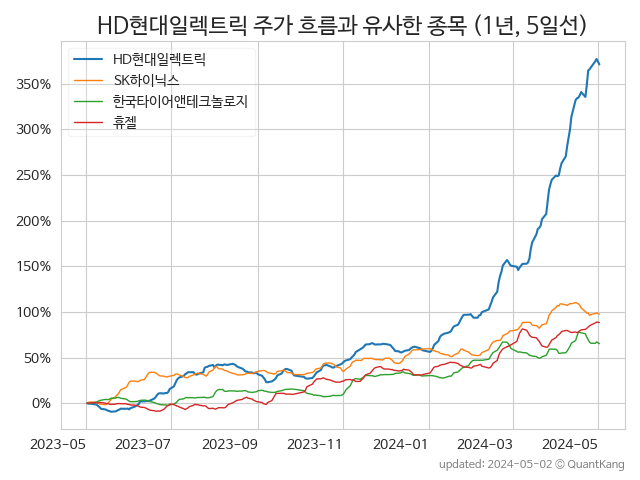 HD현대일렉트릭 주가 흐름과 유사한 종목 (1년, 5일선)
HD현대일렉트릭
SK하이닉스
한국타이어앤테크놀로지
휴젤
350%
300%
250%
200%
150%
100%
50%
0%
2023-05 2023-07 2023-09 2023-11 2024-01 2024-03 2024-05
updated: 2024-05-02 © QuantKang